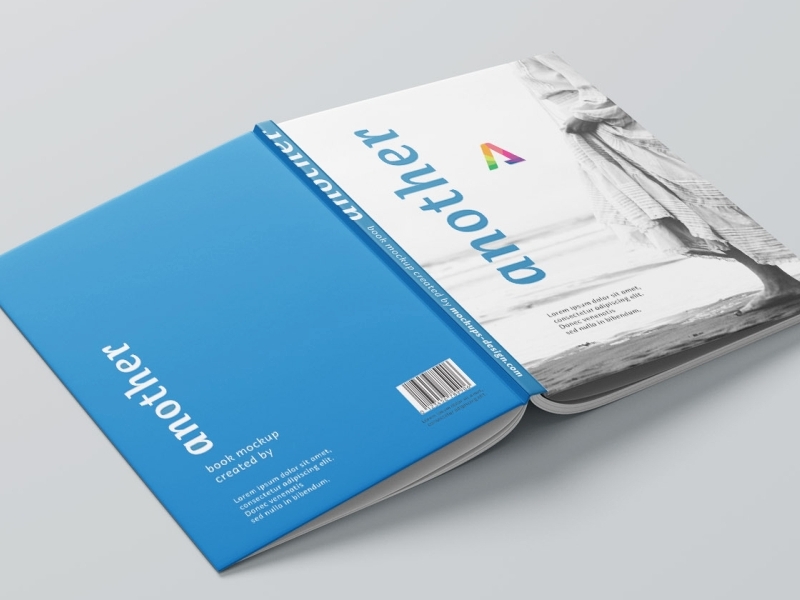 another
Lorem ipsum dolor sit amet,
consectetur adipiscing elit.
Donec venenatis
sed nulla in bibendum.
another
book mockup created by mockups-design.com
another
book mockup
created by
Lorem ipsum dolor sit amet,
consectetur adipiscing elit.
Donec venenatis
sed nulla in bibendum.